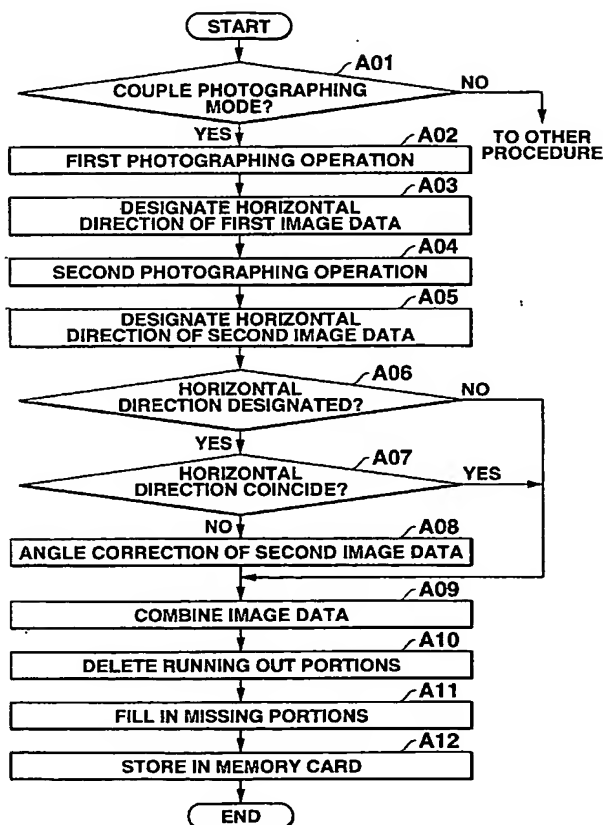 START
A01
COUPLE PHOTOGRAPHING
MODE?
NO
TO OTHER
PROCEDURE
YES
A02
FIRST PHOTOGRAPHING OPERATION
A03
DESIGNATE HORIZONTAL
DIRECTION OF FIRST IMAGE DATA
A04
SECOND PHOTOGRAPHING OPERATION
A05
DESIGNATE HORIZONTAL
DIRECTION OF SECOND IMAGE DATA
A06
HORIZONTAL
DIRECTION DESIGNATED?
NO
YES
A07
HORIZONTAL
DIRECTION COINCIDE?
YES
NO
A08
ANGLE CORRECTION OF SECOND IMAGE DATA
A09
COMBINE IMAGE DATA
A10
DELETE RUNNING OUT PORTIONS
A11
FILL IN MISSING PORTIONS
A12
STORE IN MEMORY CARD
END